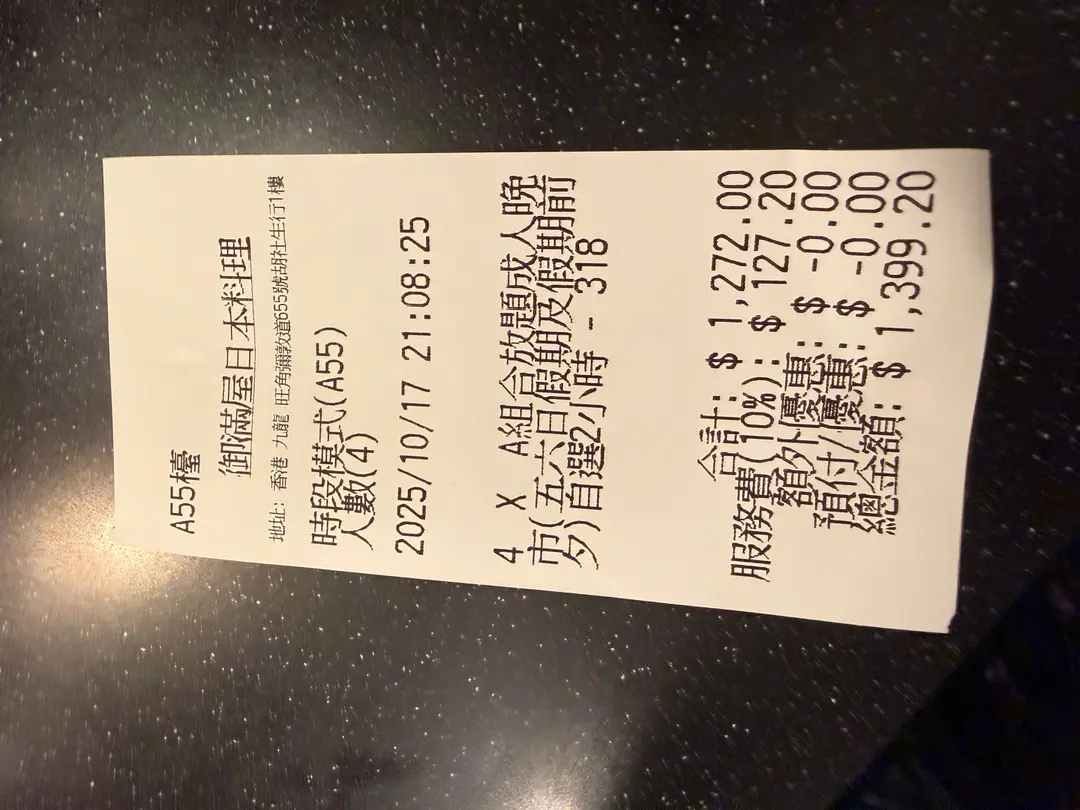 A55檯
御滿屋日本料理
地址: 香港 九龍 旺角彌敦道655號胡社生行1樓
時段模式(A55)
人數(4)
2025/10/17 21:08:25
4 X A組合放題成人晚
市(五六日假期及假期前
夕)自選2小時 - 318
合計: $ 1,272.00
服務費(10%): $ 127.20
額外優惠: $ -0.00
預付/優惠: $ -0.00
總金額: $ 1,399.20